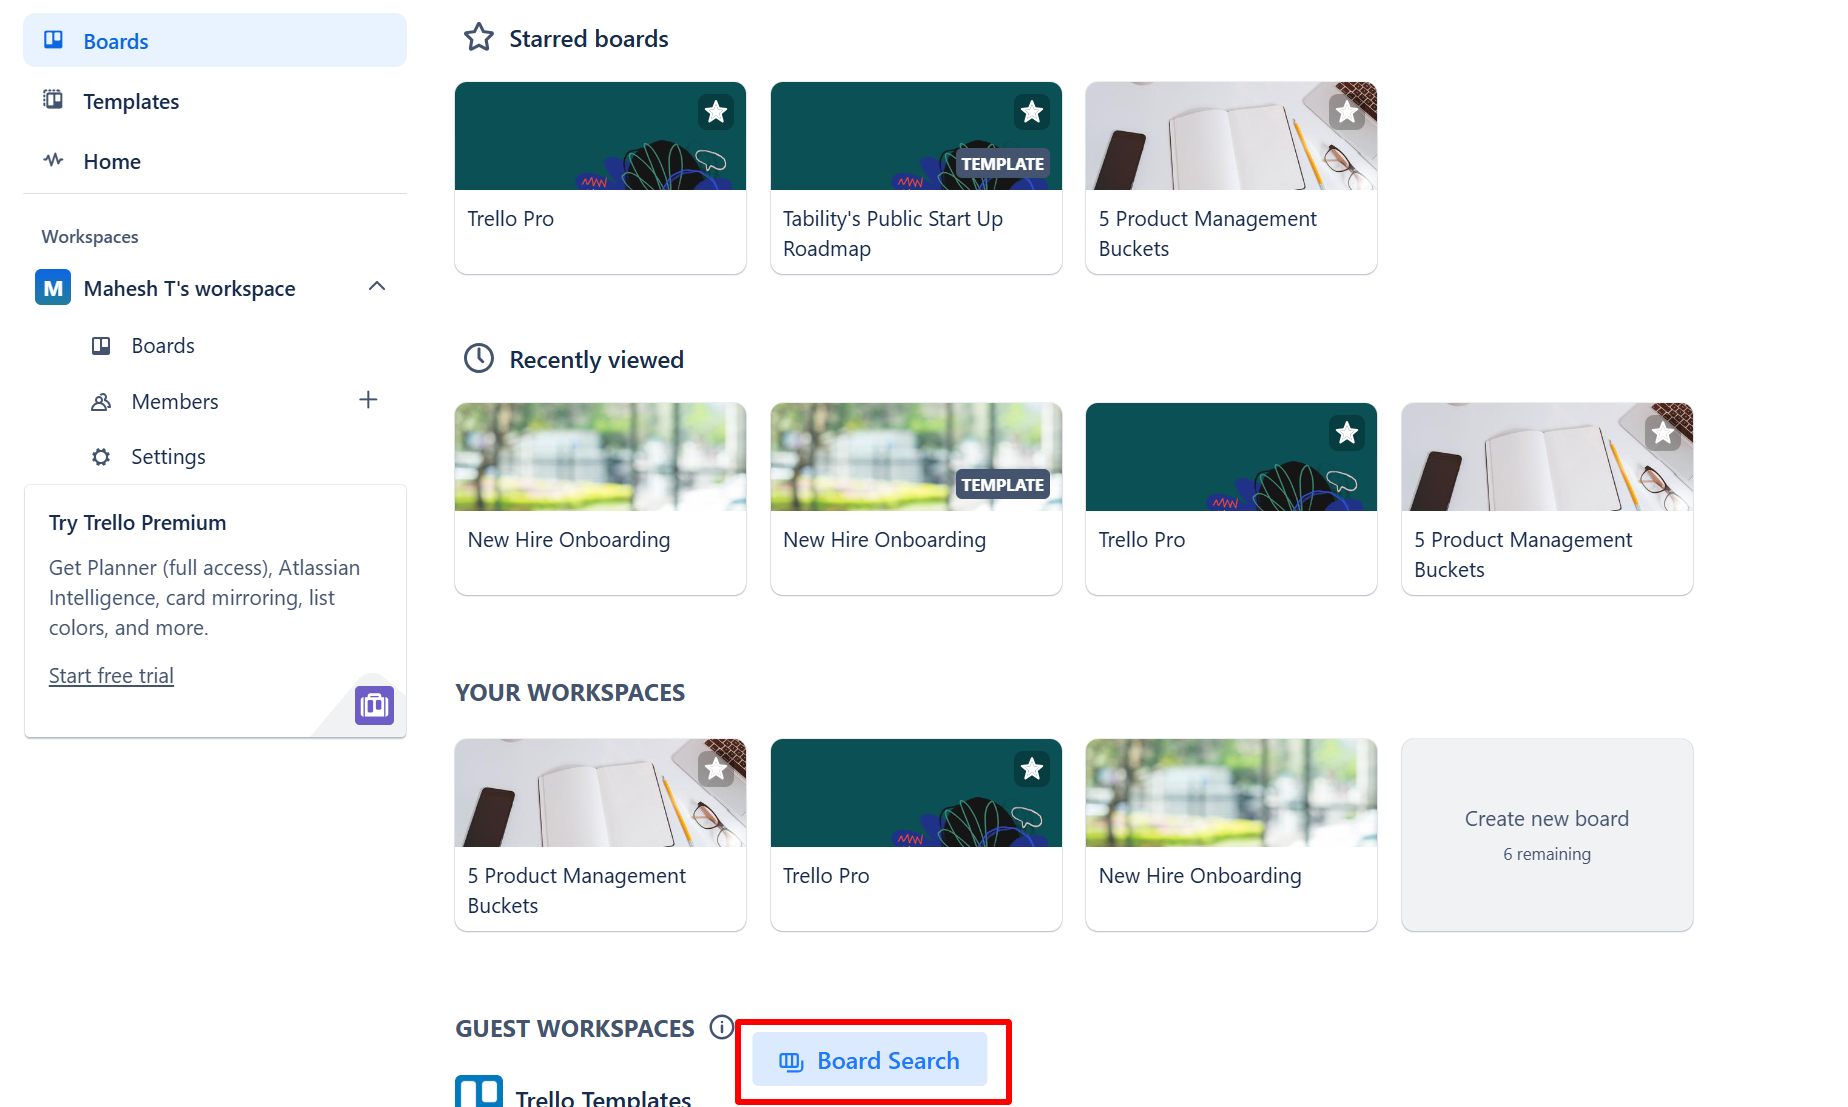 Boards
Templates
Home
Workspaces
M
Mahesh T's workspace
Boards
Members
Settings
Try Trello Premium
Get Planner (full access), Atlassian
Intelligence, card mirroring, list
colors, and more.
Start free trial
Starred boards
Trello Pro
TEMPLATE
Tability's Public Start Up
Roadmap
5 Product Management
Buckets
Recently viewed
New Hire Onboarding
TEMPLATE
New Hire Onboarding
Trello Pro
5 Product Management
Buckets
YOUR WORKSPACES
5 Product Management
Buckets
Trello Pro
New Hire Onboarding
Create new board
6 remaining
GUEST WORKSPACES
Board Search
Trello Templates